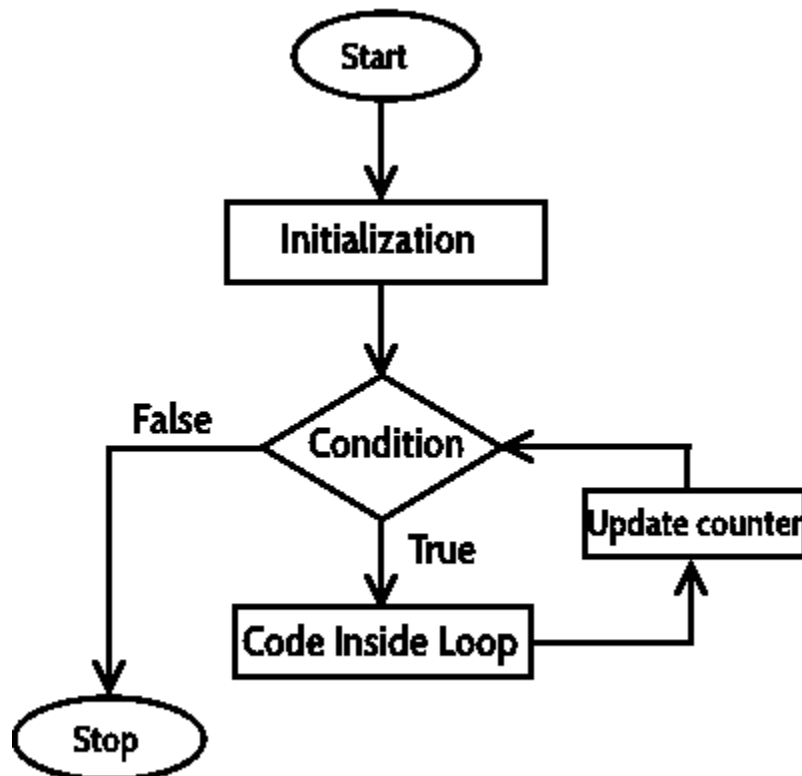 Start
Initialization
False
Condition
Update counter
True
Code Inside Loop
Stop